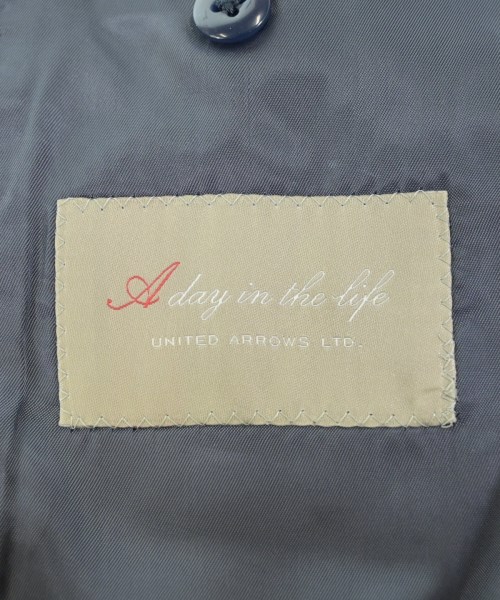 A day in the life
UNITED ARROWS LTD.